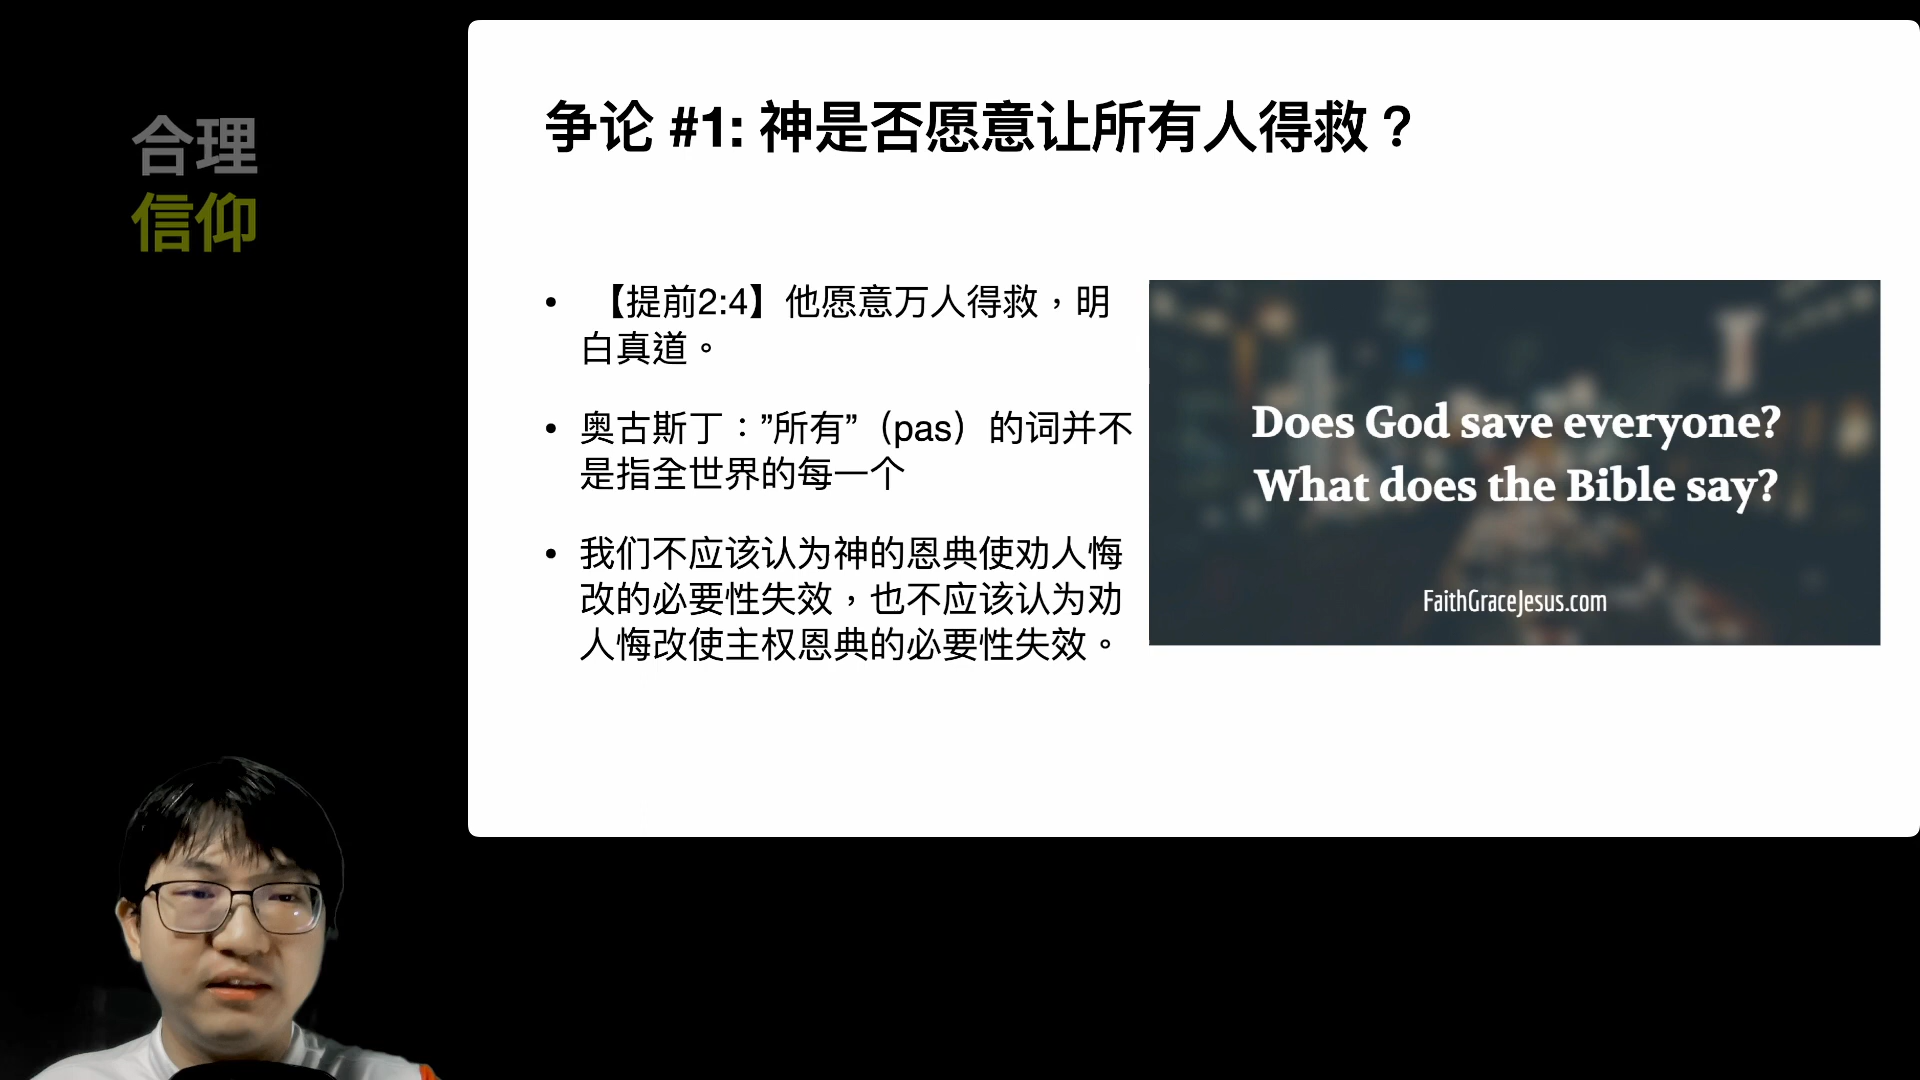 合理
信仰
争论 #1: 神是否愿意让所有人得救？
• 【提前2:4】他愿意万人得救，明
白真道。
• 奥古斯丁：”所有”（pas）的词并不
是指全世界的每一个
• 我们不应该认为神的恩典使劝人悔
改的必要性失效，也不应该认为劝
人悔改使主权恩典的必要性失效。
Does God save everyone?
What does the Bible say?
FaithGraceJesus.com